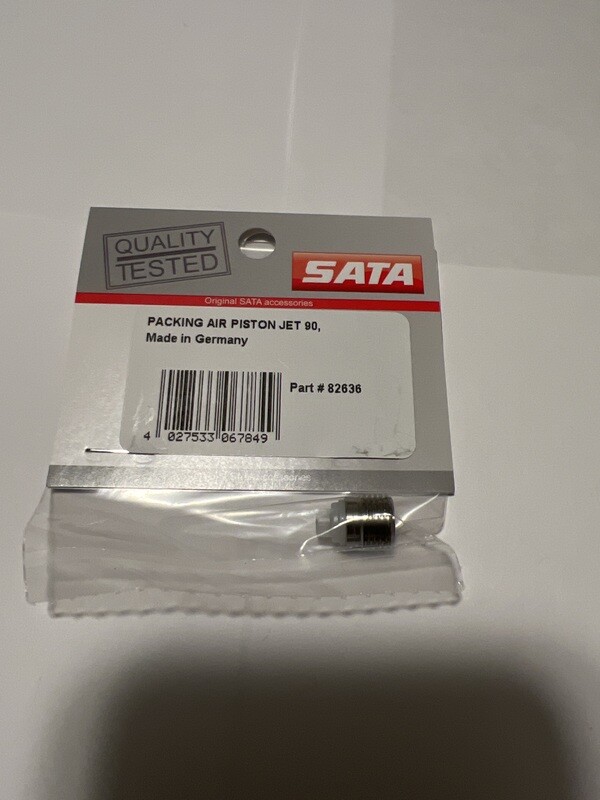 QUALITY
TESTED
SATA
Original SATA accessories
PACKING AIR PISTON JET 90,
Made in Germany
Part # 82636
4 027533 067849